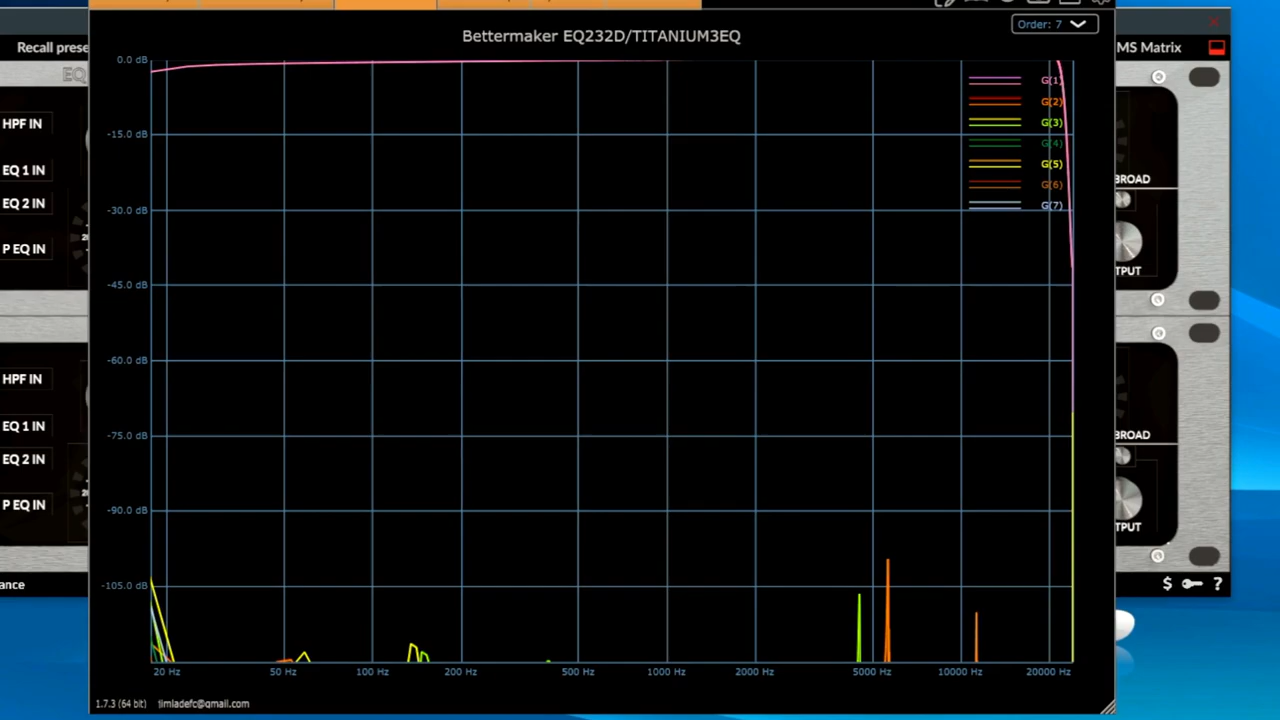 Bettermaker EQ232D/TITANIUM3EQ
Order: 7
Recall prese
MS Matrix
EQ
0.0 dB
-15.0 dB
-30.0 dB
-45.0 dB
-60.0 dB
-75.0 dB
-90.0 dB
-105.0 dB
G(1)
G(2)
G(3)
G(4)
G(5)
G(6)
G(7)
HPF IN
EQ 1 IN
EQ 2 IN
P EQ IN
BROAD
TPUT
HPF IN
EQ 1 IN
EQ 2 IN
P EQ IN
BROAD
TPUT
ance
$ ?
20 Hz 50 Hz 100 Hz 200 Hz 500 Hz 1000 Hz 2000 Hz 5000 Hz 10000 Hz 20000 Hz
1.7.3 (64 bit) jimladefc@gmail.com